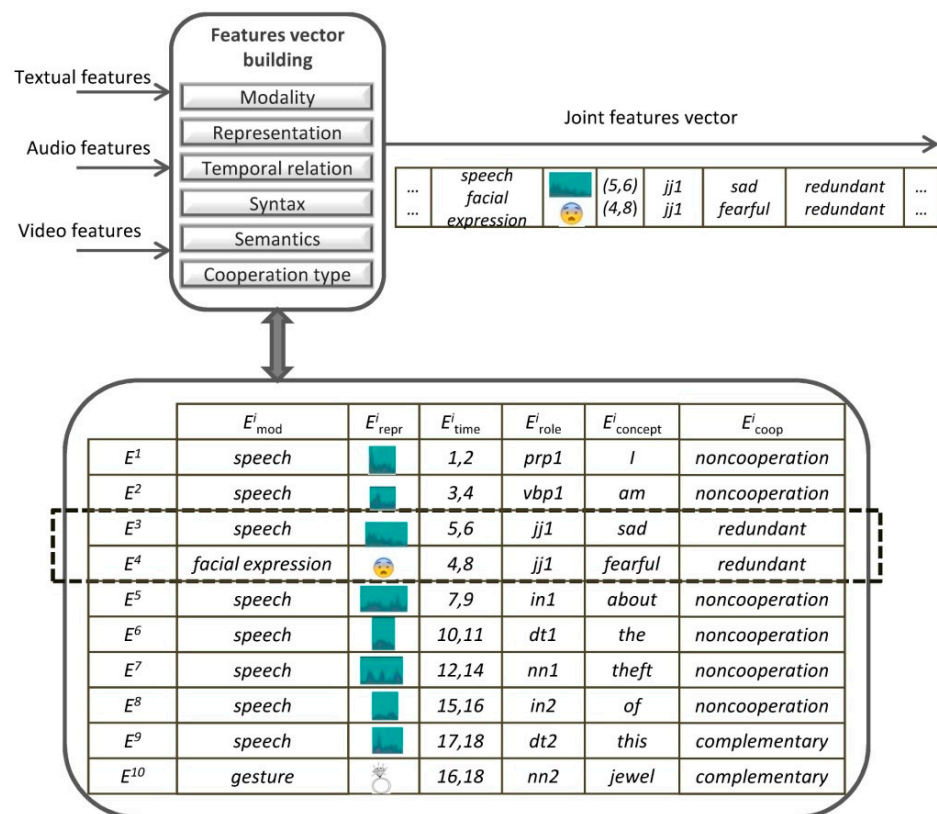 Features vector
building
Textual features
Modality
Representation
Joint features vector
Audio features
Temporal relation
Syntax
Video features
Semantics
Cooperation type
... speech (5,6) jj1 sad redundant ...
... facial expression (4,8) jj1 fearful redundant ...
E^i_mod E^i_repr E^i_time E^i_role E^i_concept E^i_coop
E^1 speech 1,2 prp1 I noncooperation
E^2 speech 3,4 vbp1 am noncooperation
E^3 speech 5,6 jj1 sad redundant
E^4 facial expression 4,8 jj1 fearful redundant
E^5 speech 7,9 in1 about noncooperation
E^6 speech 10,11 dt1 the noncooperation
E^7 speech 12,14 nn1 theft noncooperation
E^8 speech 15,16 in2 of noncooperation
E^9 speech 17,18 dt2 this complementary
E^10 gesture 16,18 nn2 jewel complementary